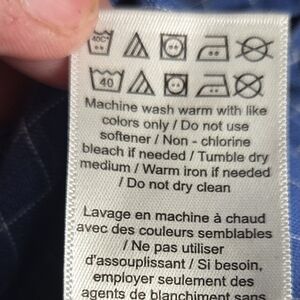 40C*
40
Machine wash warm with like
colors only / Do not use
softener / Non - chlorine
bleach if needed / Tumble dry
medium / Warm iron if needed
/ Do not dry clean
Lavage en machine à chaud
avec des couleurs semblables
/ Ne pas utiliser
d'assouplissant / Si besoin,
employer seulement des
agents de blanchiment sans